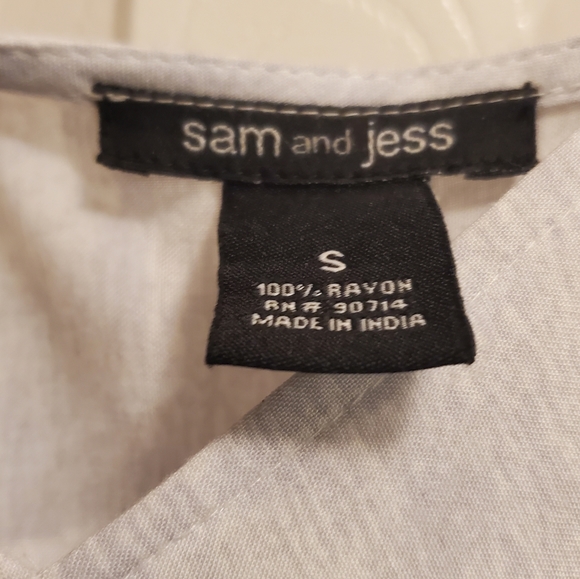 sam and jess
S
100% RAYON
RN# 90714
MADE IN INDIA